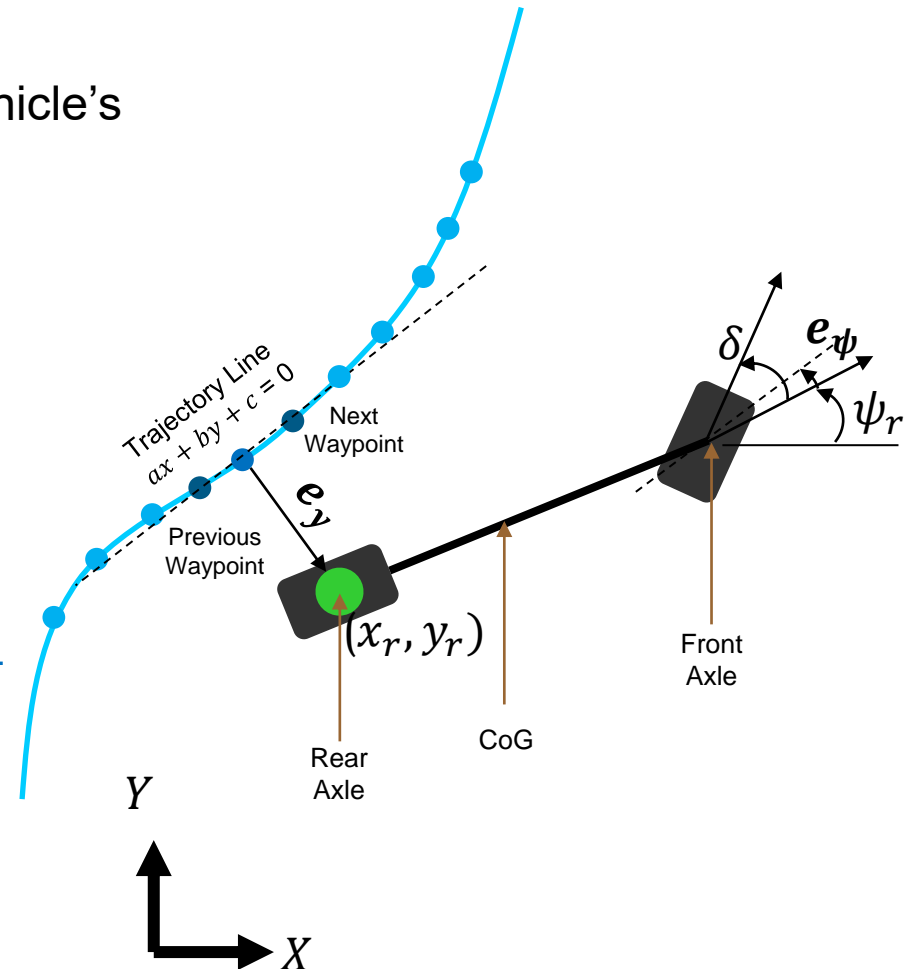 nicle's
Trajectory Line
ax + by + c = 0
Next
Waypoint
Previous
Waypoint
e_y
δ
e_ψ
ψ_r
(x_r, y_r)
Front
Axle
CoG
Rear
Axle
Y
X